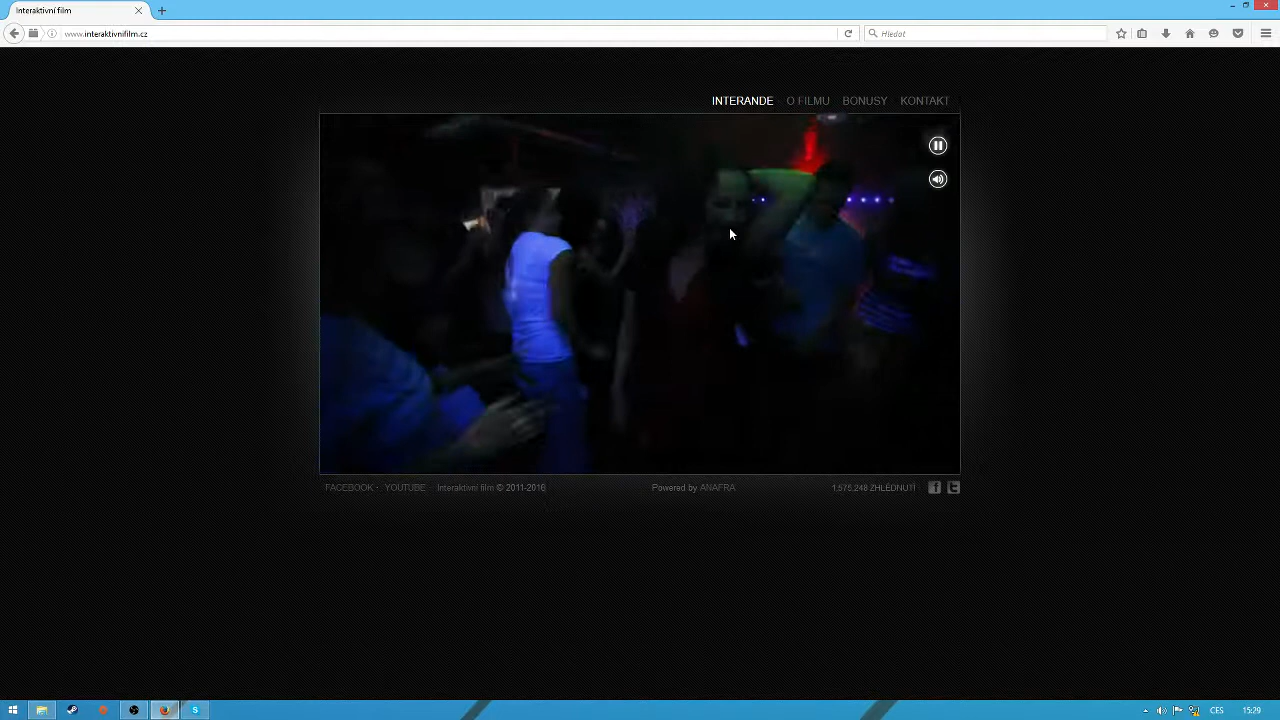 Interaktivní film
www.interaktivnifilm.cz
Hledat
INTERANDE O FILMU BONUSY KONTAKT
FACEBOOK · YOUTUBE · Interaktivní film © 2011-2016 Powered by ANAFRA 1,575,248 ZHLÉDNUTÍ
CES 15:29